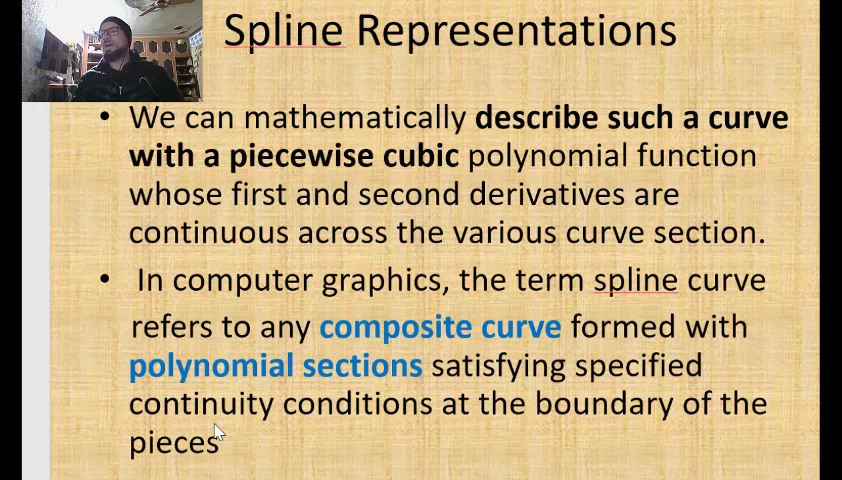 Spline Representations
• We can mathematically describe such a curve
with a piecewise cubic polynomial function
whose first and second derivatives are
continuous across the various curve section.
• In computer graphics, the term spline curve
refers to any composite curve formed with
polynomial sections satisfying specified
continuity conditions at the boundary of the
pieces